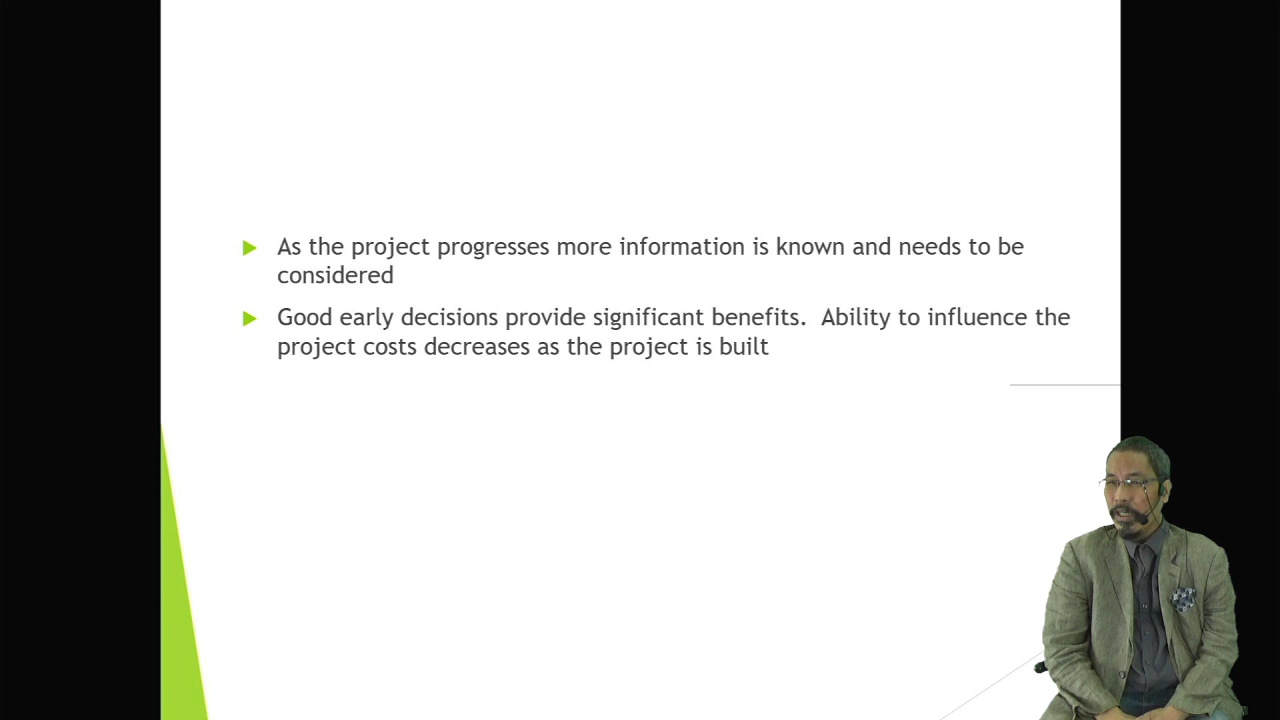 As the project progresses more information is known and needs to be
considered
Good early decisions provide significant benefits.  Ability to influence the
project costs decreases as the project is built